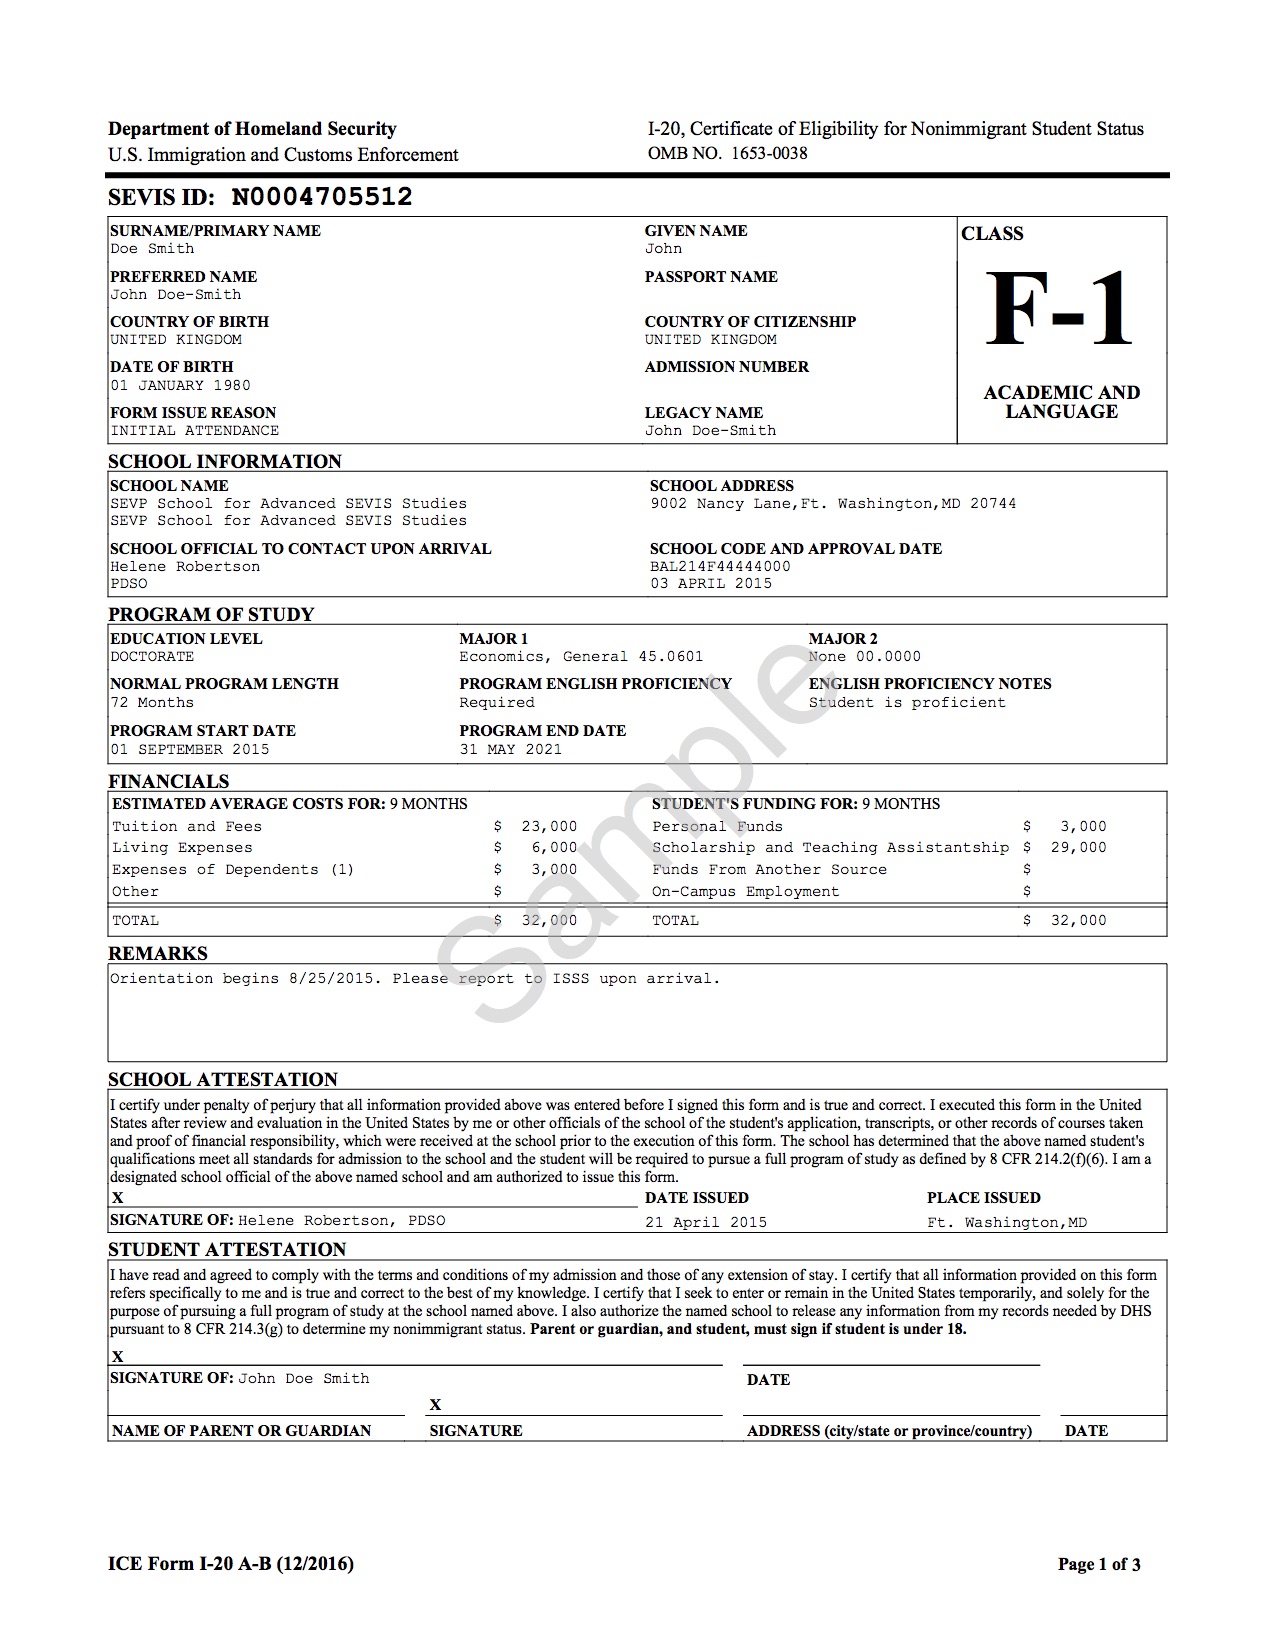 Department of Homeland Security
U.S. Immigration and Customs Enforcement
I-20, Certificate of Eligibility for Nonimmigrant Student Status
OMB NO. 1653-0038
SEVIS ID: N0004705512
SURNAME/PRIMARY NAME
Doe Smith
GIVEN NAME
John
PREFERRED NAME
John Doe-Smith
PASSPORT NAME
COUNTRY OF BIRTH
UNITED KINGDOM
COUNTRY OF CITIZENSHIP
UNITED KINGDOM
DATE OF BIRTH
01 JANUARY 1980
ADMISSION NUMBER
FORM ISSUE REASON
INITIAL ATTENDANCE
LEGACY NAME
John Doe-Smith
CLASS
F-1
ACADEMIC AND
LANGUAGE
SCHOOL INFORMATION
SCHOOL NAME
SEVP School for Advanced SEVIS Studies
SEVP School for Advanced SEVIS Studies
SCHOOL ADDRESS
9002 Nancy Lane,Ft. Washington,MD 20744
SCHOOL OFFICIAL TO CONTACT UPON ARRIVAL
Helene Robertson
PDSO
SCHOOL CODE AND APPROVAL DATE
BAL214F44444000
03 APRIL 2015
PROGRAM OF STUDY
EDUCATION LEVEL
DOCTORATE
MAJOR 1
Economics, General 45.0601
MAJOR 2
None 00.0000
NORMAL PROGRAM LENGTH
72 Months
PROGRAM ENGLISH PROFICIENCY
Required
ENGLISH PROFICIENCY NOTES
Student is proficient
PROGRAM START DATE
01 SEPTEMBER 2015
PROGRAM END DATE
31 MAY 2021
FINANCIALS
ESTIMATED AVERAGE COSTS FOR: 9 MONTHS
Tuition and Fees $ 23,000
Living Expenses $ 6,000
Expenses of Dependents (1) $ 3,000
Other $
TOTAL $ 32,000
STUDENT'S FUNDING FOR: 9 MONTHS
Personal Funds $ 3,000
Scholarship and Teaching Assistantship $ 29,000
Funds From Another Source $
On-Campus Employment $
TOTAL $ 32,000
Sample
REMARKS
Orientation begins 8/25/2015. Please report to ISSS upon arrival.
SCHOOL ATTESTATION
I certify under penalty of perjury that all information provided above was entered before I signed this form and is true and correct. I executed this form in the United
States after review and evaluation in the United States by me or other officials of the school of the student's application, transcripts, or other records of courses taken
and proof of financial responsibility, which were received at the school prior to the execution of this form. The school has determined that the above named student's
qualifications meet all standards for admission to the school and the student will be required to pursue a full program of study as defined by 8 CFR 214.2(f)(6). I am a
designated school official of the above named school and am authorized to issue this form.
X
SIGNATURE OF: Helene Robertson, PDSO
DATE ISSUED
21 April 2015
PLACE ISSUED
Ft. Washington,MD
STUDENT ATTESTATION
I have read and agreed to comply with the terms and conditions of my admission and those of any extension of stay. I certify that all information provided on this form
refers specifically to me and is true and correct to the best of my knowledge. I certify that I seek to enter or remain in the United States temporarily, and solely for the
purpose of pursuing a full program of study at the school named above. I also authorize the named school to release any information from my records needed by DHS
pursuant to 8 CFR 214.3(g) to determine my nonimmigrant status. Parent or guardian, and student, must sign if student is under 18.
X
SIGNATURE OF: John Doe Smith
DATE
X
NAME OF PARENT OR GUARDIAN
SIGNATURE
ADDRESS (city/state or province/country)
DATE
ICE Form I-20 A-B (12/2016)
Page 1 of 3